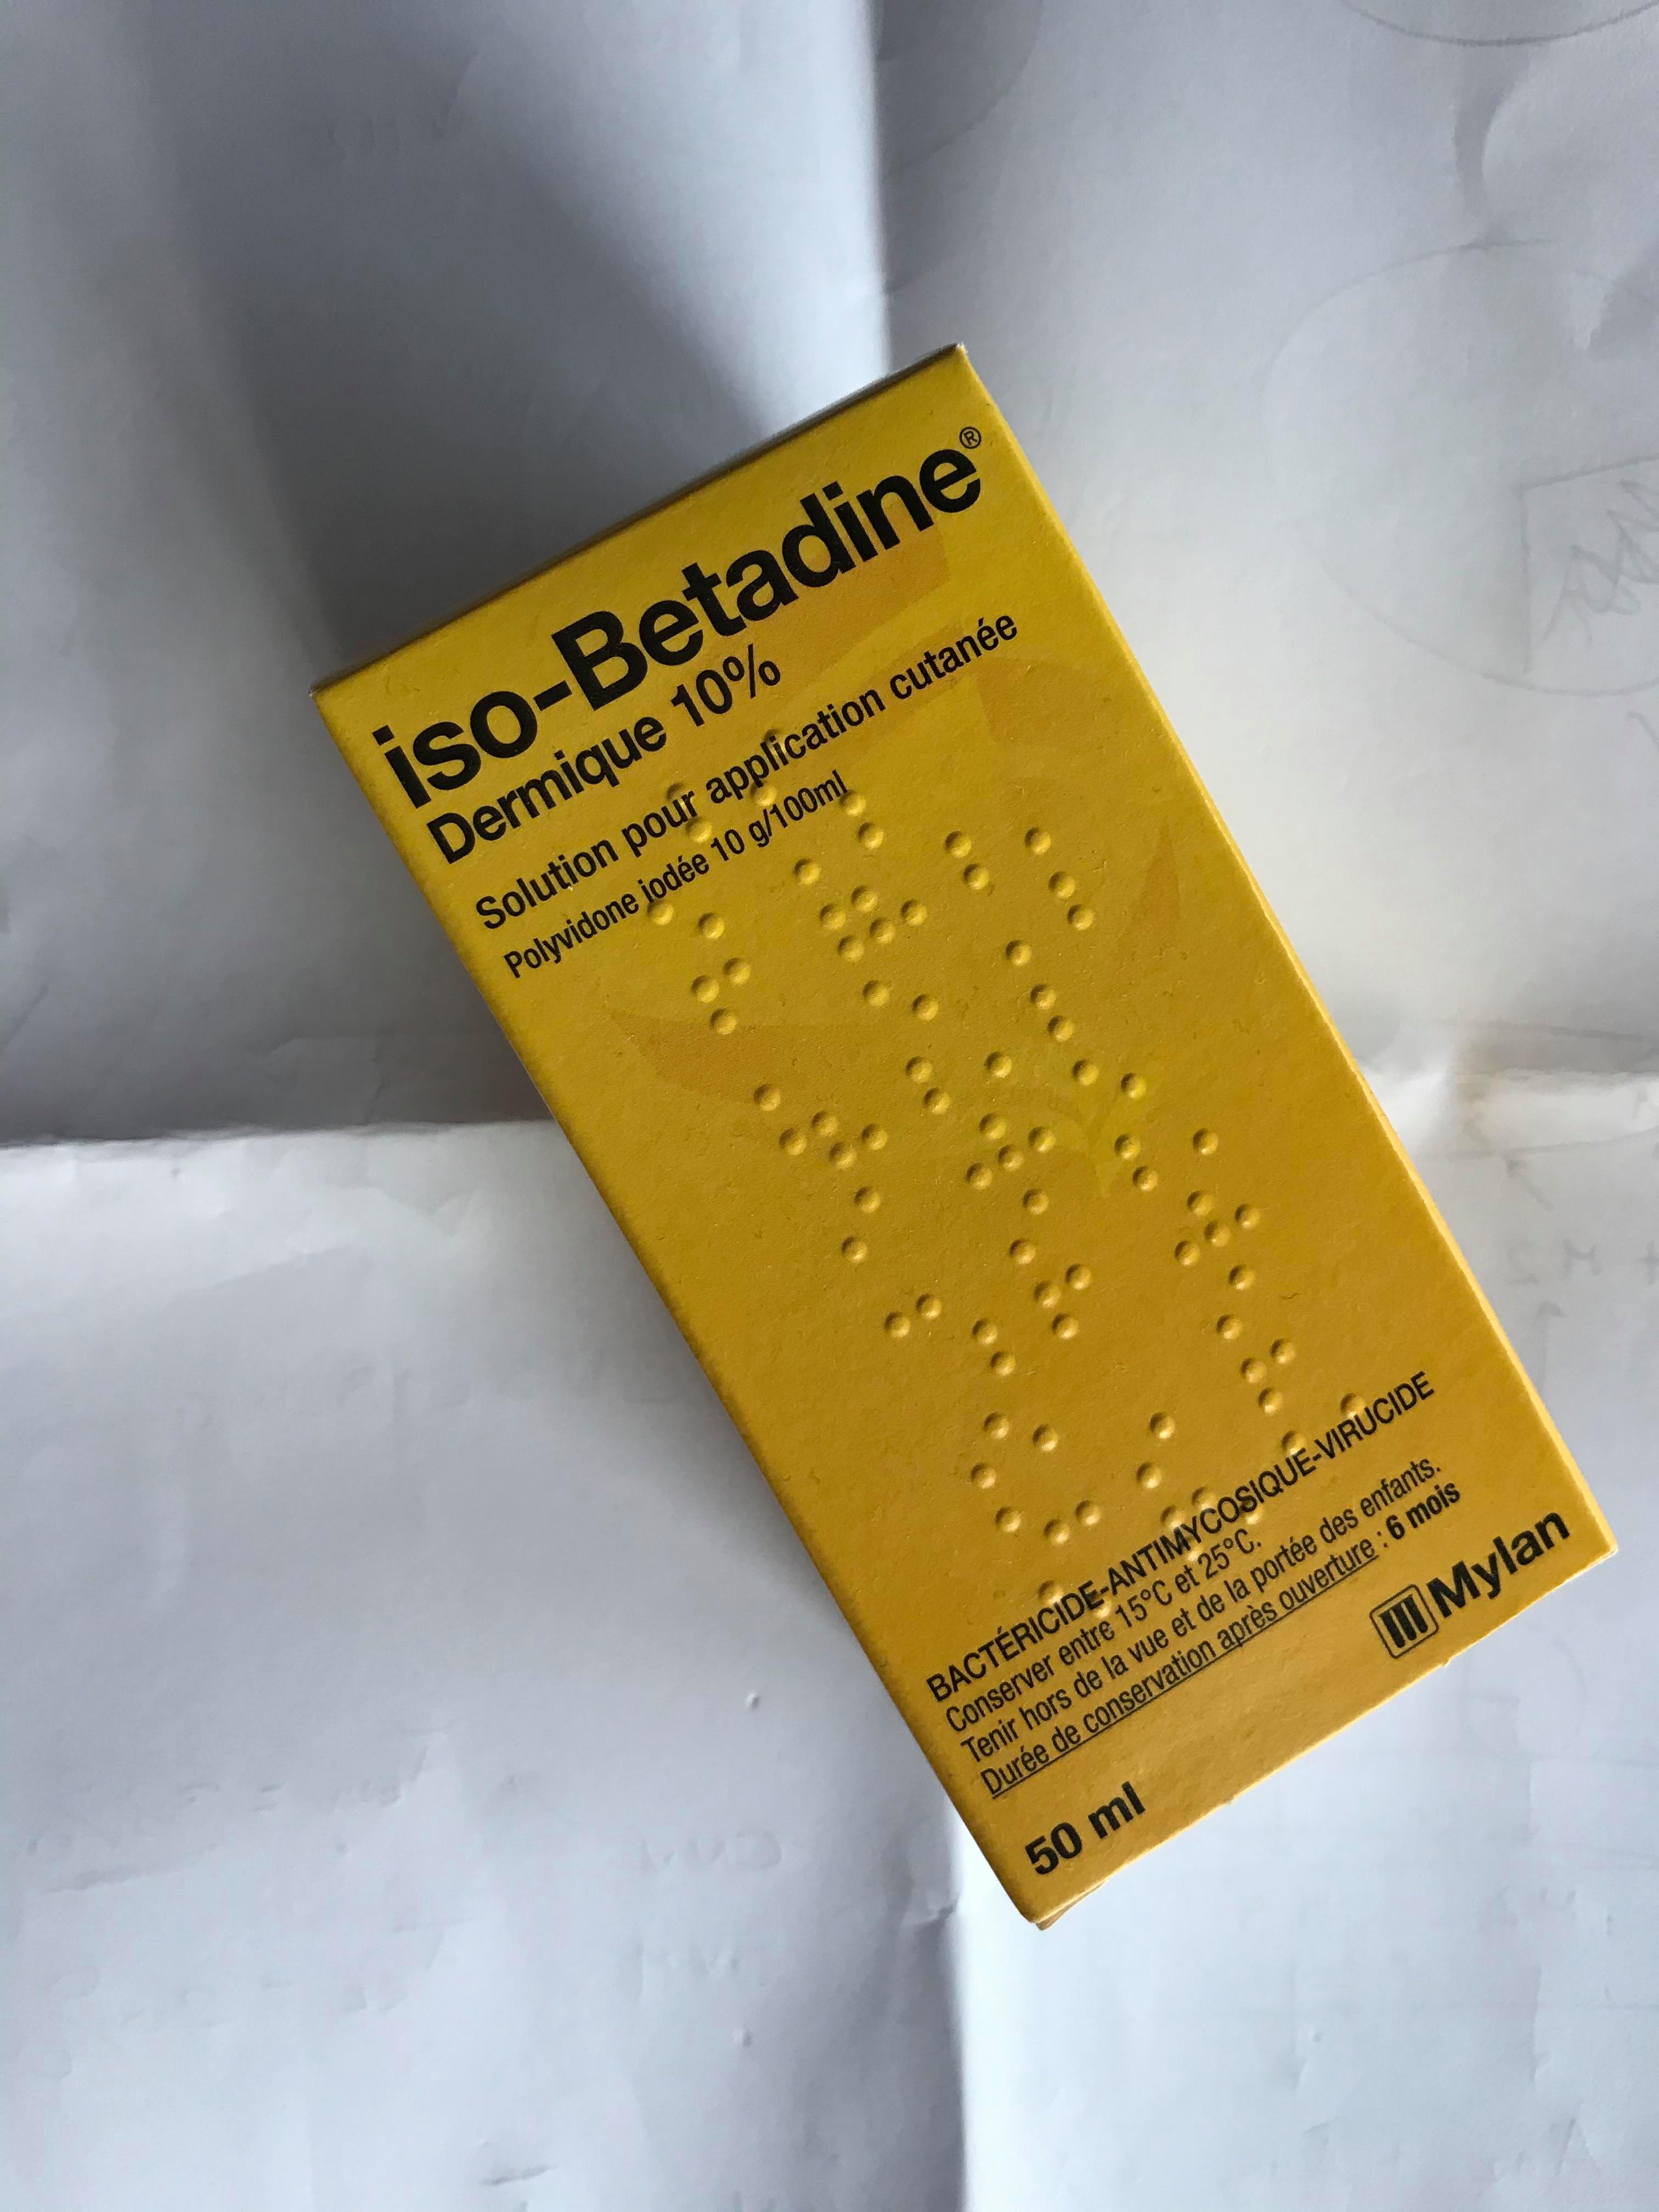 iso-Betadine®
Dermique 10%
Solution pour application cutanée
Polyvidone iodée 10 g/100ml
BACTÉRICIDE-ANTIMYCOSIQUE-VIRUCIDE
Conserver entre 15°C et 25°C.
Tenir hors de la vue et de la portée des enfants.
Durée de conservation après ouverture : 6 mois
50 ml
Mylan